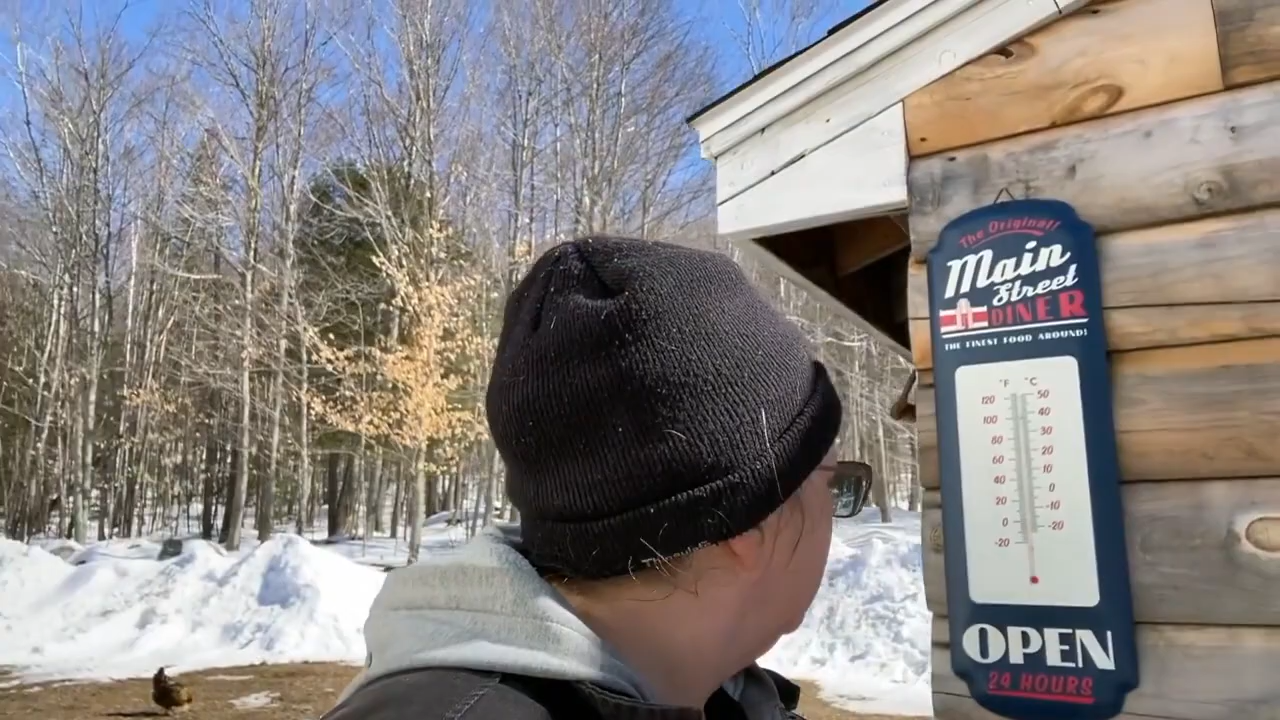 The Original!
Main
Street
DINER
THE FINEST FOOD AROUND!
°F °C
120 50
100 40
80 30
60 20
40 10
20 0
0 -10
-20 -20
OPEN
24 HOURS
Thinsulate